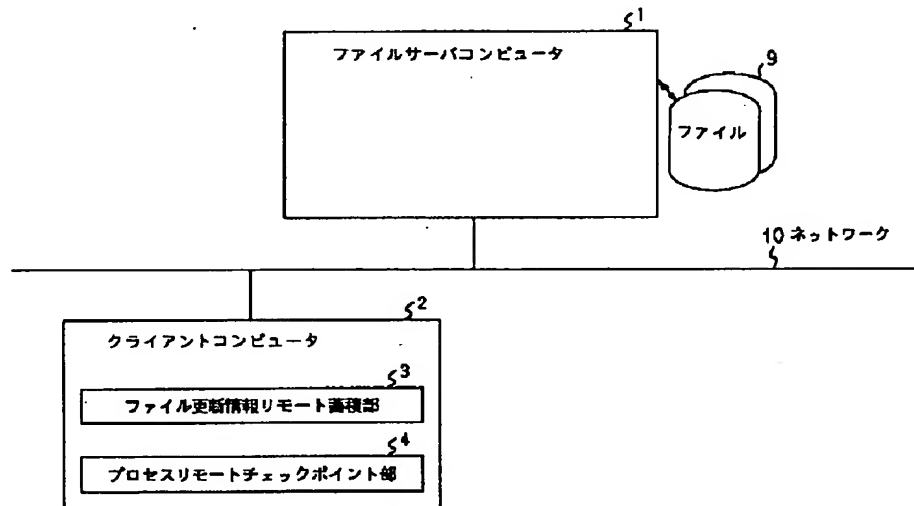 1
ファイルサーバコンピュータ
9
ファイル
10 ネットワーク
2
クライアントコンピュータ
3
ファイル更新情報リモート蓄積部
4
プロセスリモートチェックポイント部